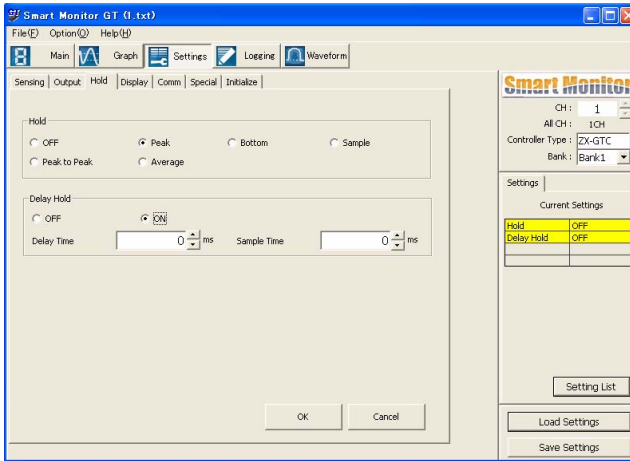 Smart Monitor GT (1.txt)
File(F) Option(O) Help(H)
Main Graph Settings Logging Waveform
Sensing Output Hold Display Comm Special Initialize
Hold
OFF Peak Bottom Sample
Peak to Peak Average
Delay Hold
OFF ON
Delay Time 0 ms Sample Time 0 ms
OK Cancel
Smart Monitor
CH : 1
All CH : 1CH
Controller Type : ZX-GTC
Bank : Bank1
Settings
Current Settings
Hold OFF
Delay Hold OFF
Setting List
Load Settings
Save Settings